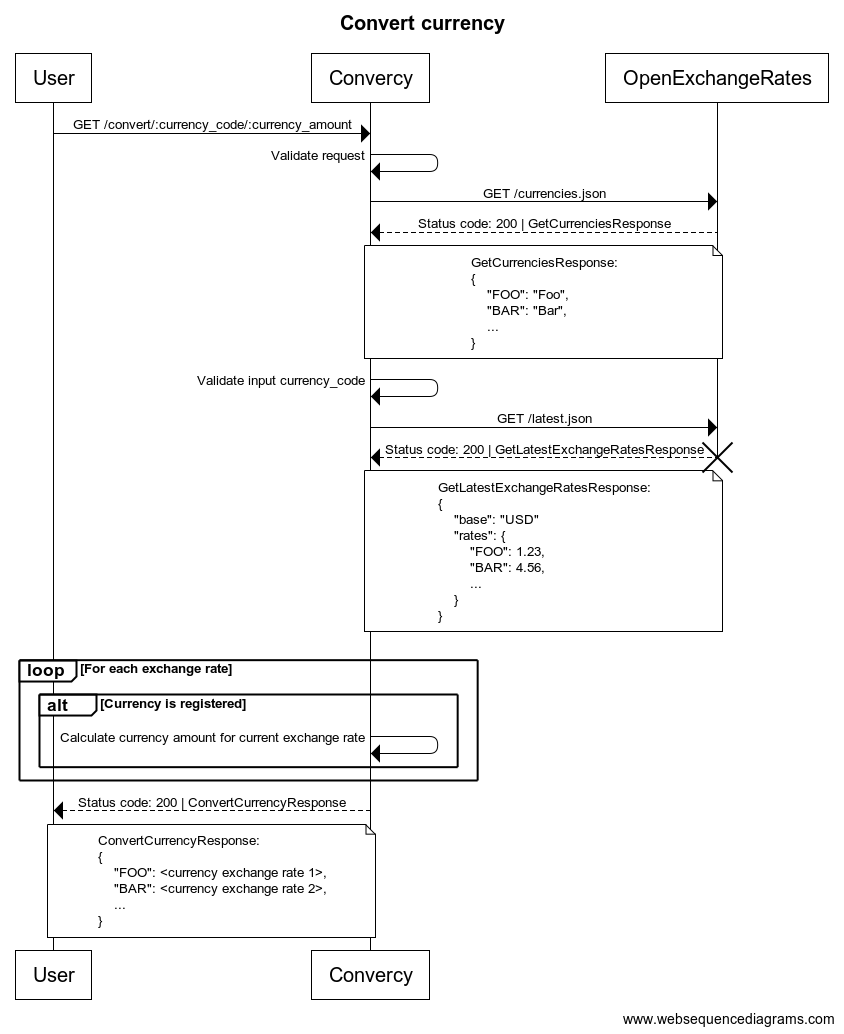 Convert currency
User
Convercy
OpenExchangeRates
GET /convert/:currency_code/:currency_amount
Validate request
GET /currencies.json
Status code: 200 | GetCurrenciesResponse
GetCurrenciesResponse:
{
"FOO": "Foo",
"BAR": "Bar",
...
}
Validate input currency_code
GET /latest.json
Status code: 200 | GetLatestExchangeRatesResponse
GetLatestExchangeRatesResponse:
{
"base": "USD"
"rates": {
"FOO": 1.23,
"BAR": 4.56,
...
}
}
loop [For each exchange rate]
alt [Currency is registered]
Calculate currency amount for current exchange rate
Status code: 200 | ConvertCurrencyResponse
ConvertCurrencyResponse:
{
"FOO": <currency exchange rate 1>,
"BAR": <currency exchange rate 2>,
...
}
User
Convercy
www.websequencediagrams.com